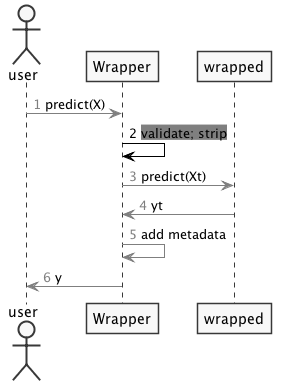 user
Wrapper
wrapped
1 predict(X)
2 validate; strip
3 predict(Xt)
4 yt
5 add metadata
6 y
user
Wrapper
wrapped